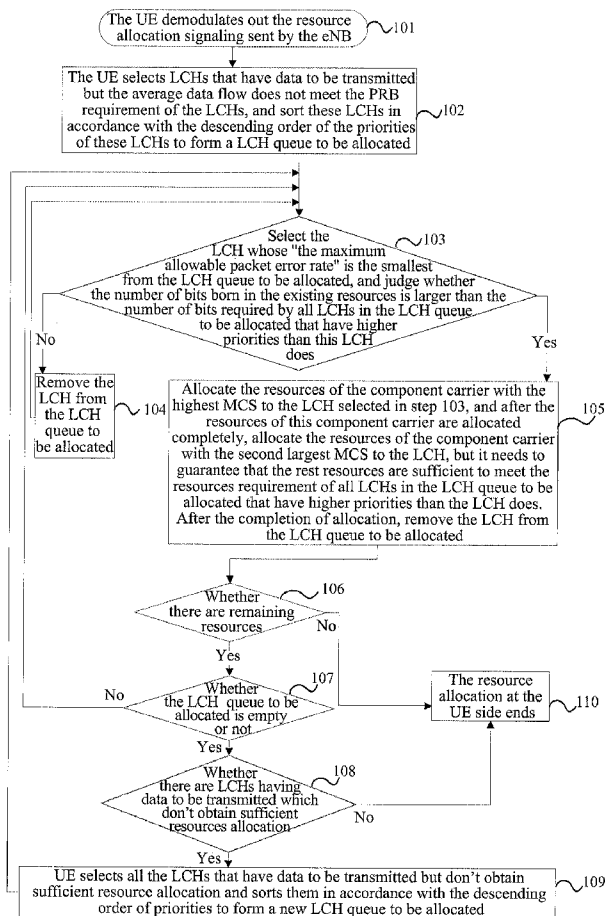 The UE demodulates out the resource
allocation signaling sent by the eNB
101
The UE selects LCHs that have data to be transmitted
but the average data flow does not meet the PRB
requirement of the LCHs, and sort these LCHs in
accordance with the descending order of the priorities
of these LCHs to form a LCH queue to be allocated
102
Select the
LCH whose "the maximum
allowable packet error rate" is the smallest
from the LCH queue to be allocated, and judge whether
the number of bits born in the existing resources is larger than the
number of bits required by all LCHs in the LCH queue
to be allocated that have higher
priorities than this LCH
does
103
No
Yes
Remove the
LCH from
the LCH
queue to
be allocated
104
Allocate the resources of the component carrier with the
highest MCS to the LCH selected in step 103, and after the
resources of this component carrier are allocated
completely, allocate the resources of the component carrier
with the second largest MCS to the LCH, but it needs to
guarantee that the rest resources are sufficient to meet the
resources requirement of all LCHs in the LCH queue to be
allocated that have higher priorities than the LCH does.
After the completion of allocation, remove the LCH from
the LCH queue to be allocated
105
Whether
there are remaining
resources
106
No
Yes
Whether
the LCH queue to be
allocated is empty
or not
107
No
Yes
The resource
allocation at the
UE side ends
110
Whether
there are LCHs having
data to be transmitted which
don't obtain sufficient
resources allocation
108
No
Yes
UE selects all the LCHs that have data to be transmitted but don't obtain
sufficient resource allocation and sorts them in accordance with the descending
order of priorities to form a new LCH queue to be allocated
109